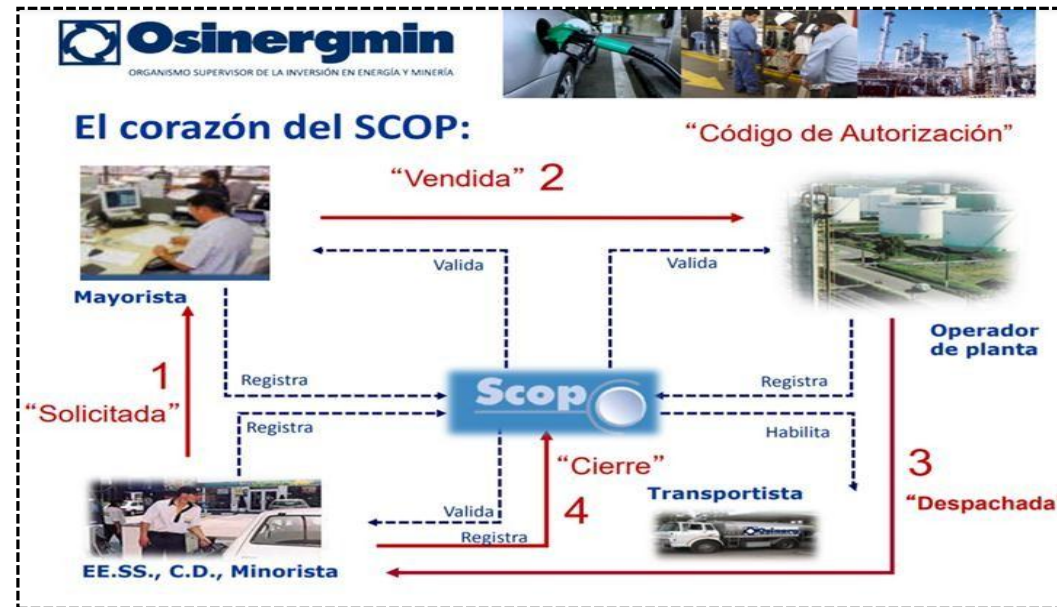 Osinergmin
ORGANISMO SUPERVISOR DE LA INVERSIÓN EN ENERGÍA Y MINERÍA
El corazón del SCOP:
“Código de Autorización”
“Vendida” 2
Valida
Valida
Mayorista
Operador
de planta
1
“Solicitada”
Registra
Registra
Scop
Registra
Habilita
“Cierre”
4
3
“Despachada
Transportista
Osinerg
Valida
Registra
EE.SS., C.D., Minorista